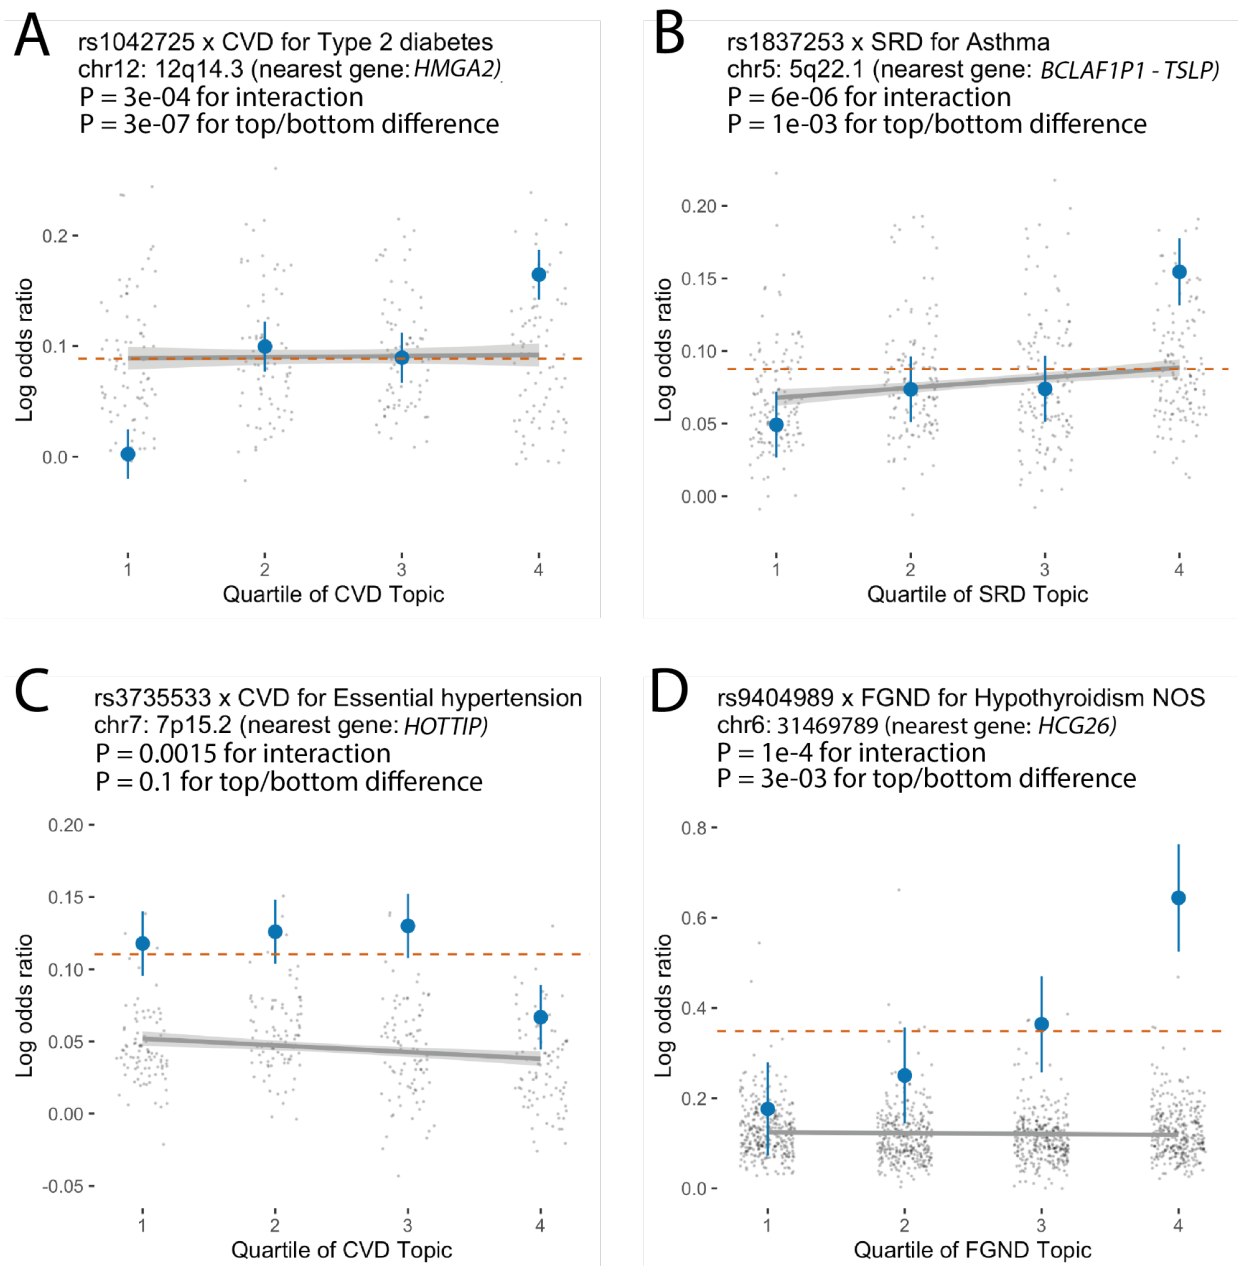 A
rs1042725 x CVD for Type 2 diabetes
chr12: 12q14.3 (nearest gene: HMGA2)
P = 3e-04 for interaction
P = 3e-07 for top/bottom difference
0.2
0.1
0.0
Log odds ratio
1 2 3 4
Quartile of CVD Topic
B
rs1837253 x SRD for Asthma
chr5: 5q22.1 (nearest gene: BCLAF1P1 - TSLP)
P = 6e-06 for interaction
P = 1e-03 for top/bottom difference
0.20
0.15
0.10
0.05
0.00
Log odds ratio
1 2 3 4
Quartile of SRD Topic
C
rs3735533 x CVD for Essential hypertension
chr7: 7p15.2 (nearest gene: HOTTIP)
P = 0.0015 for interaction
P = 0.1 for top/bottom difference
0.20
0.15
0.10
0.05
0.00
-0.05
Log odds ratio
1 2 3 4
Quartile of CVD Topic
D
rs9404989 x FGND for Hypothyroidism NOS
chr6: 31469789 (nearest gene: HCG26)
P = 1e-4 for interaction
P = 3e-03 for top/bottom difference
0.8
0.6
0.4
0.2
0.0
Log odds ratio
1 2 3 4
Quartile of FGND Topic